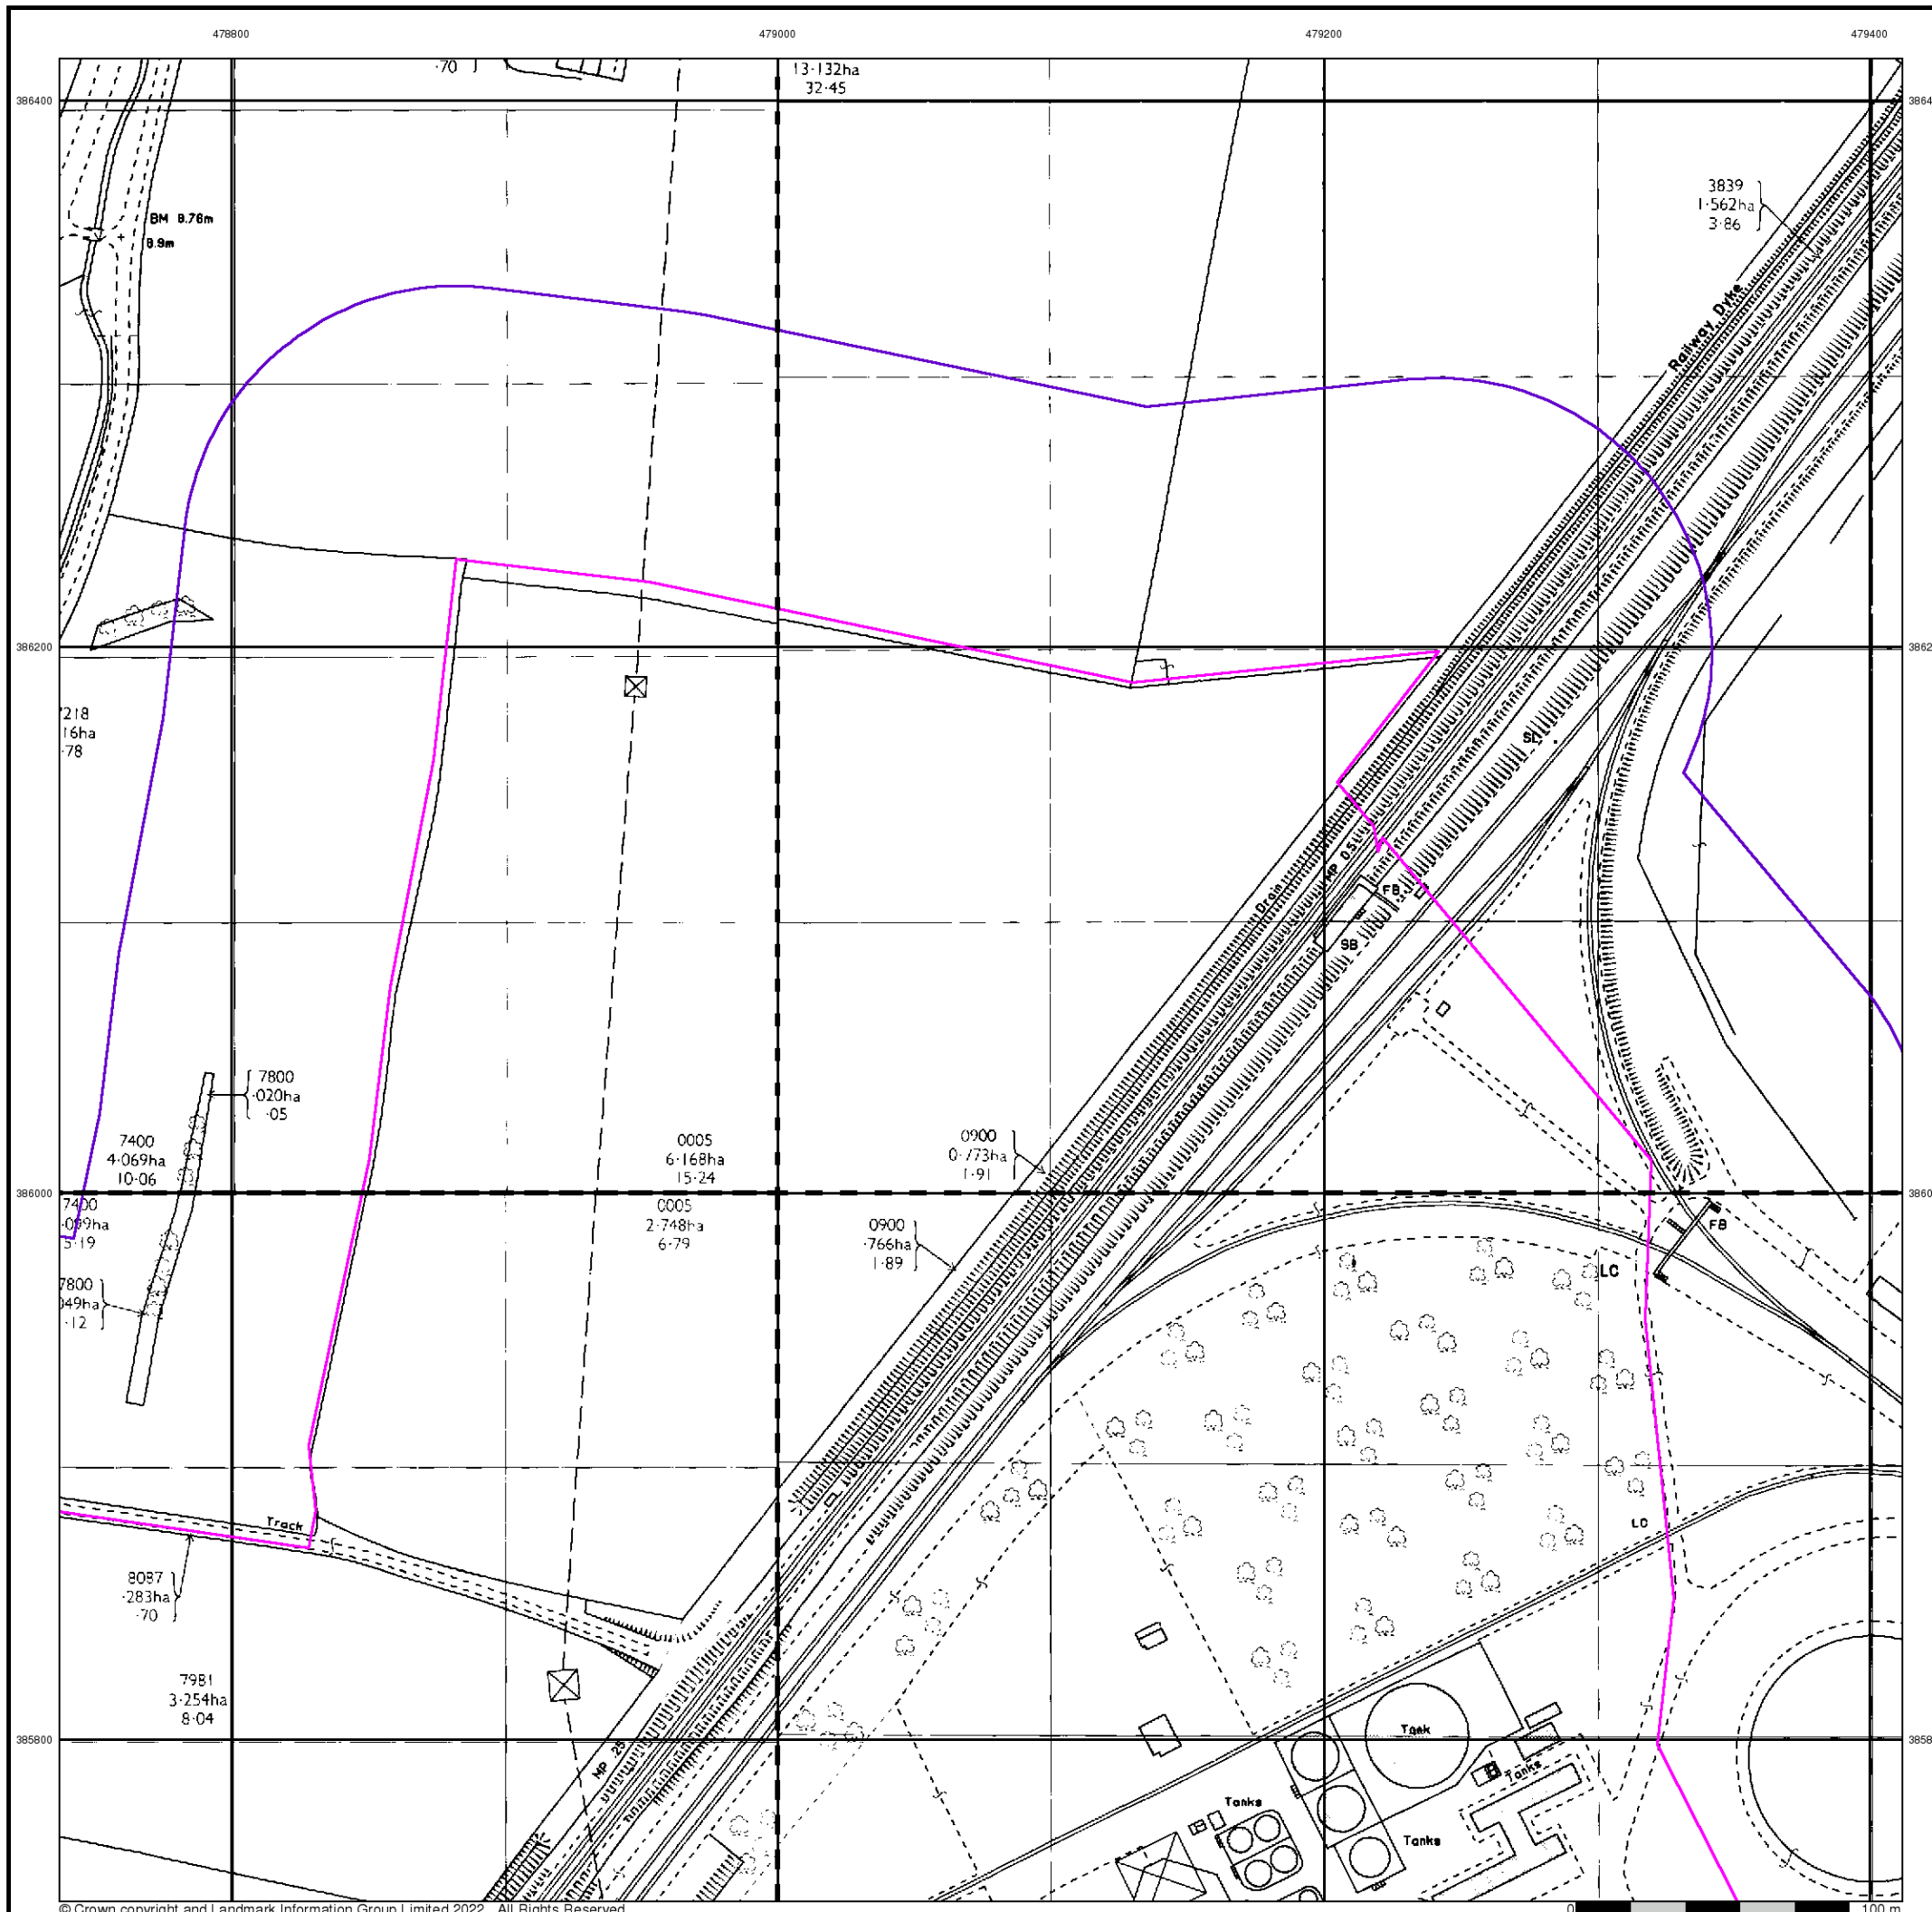 478800
479000
479200
479400
386400
·70
13·132ha
32·45
BM 8.76m
8.9m
3839
1·562ha
3·86
Railway Dyke
386200
7218
·78
SL
MP 0.5
Drain
FB
SB
7800
·020ha
·05
7400
4·069ha
10·06
0005
6·168ha
15·24
0900
0·773ha
1·91
386000
7400
5·19
0005
2·748ha
6·79
0900
·766ha
1·89
FB
LC
7800
·049ha
·12
Track
LC
8087
·283ha
·70
7981
3·254ha
8·04
385800
MP 25
Tank
Tanks
Tanks
Tanks
© Crown copyright and Landmark Information Group Limited 2022. All Rights Reserved.
0
100 m